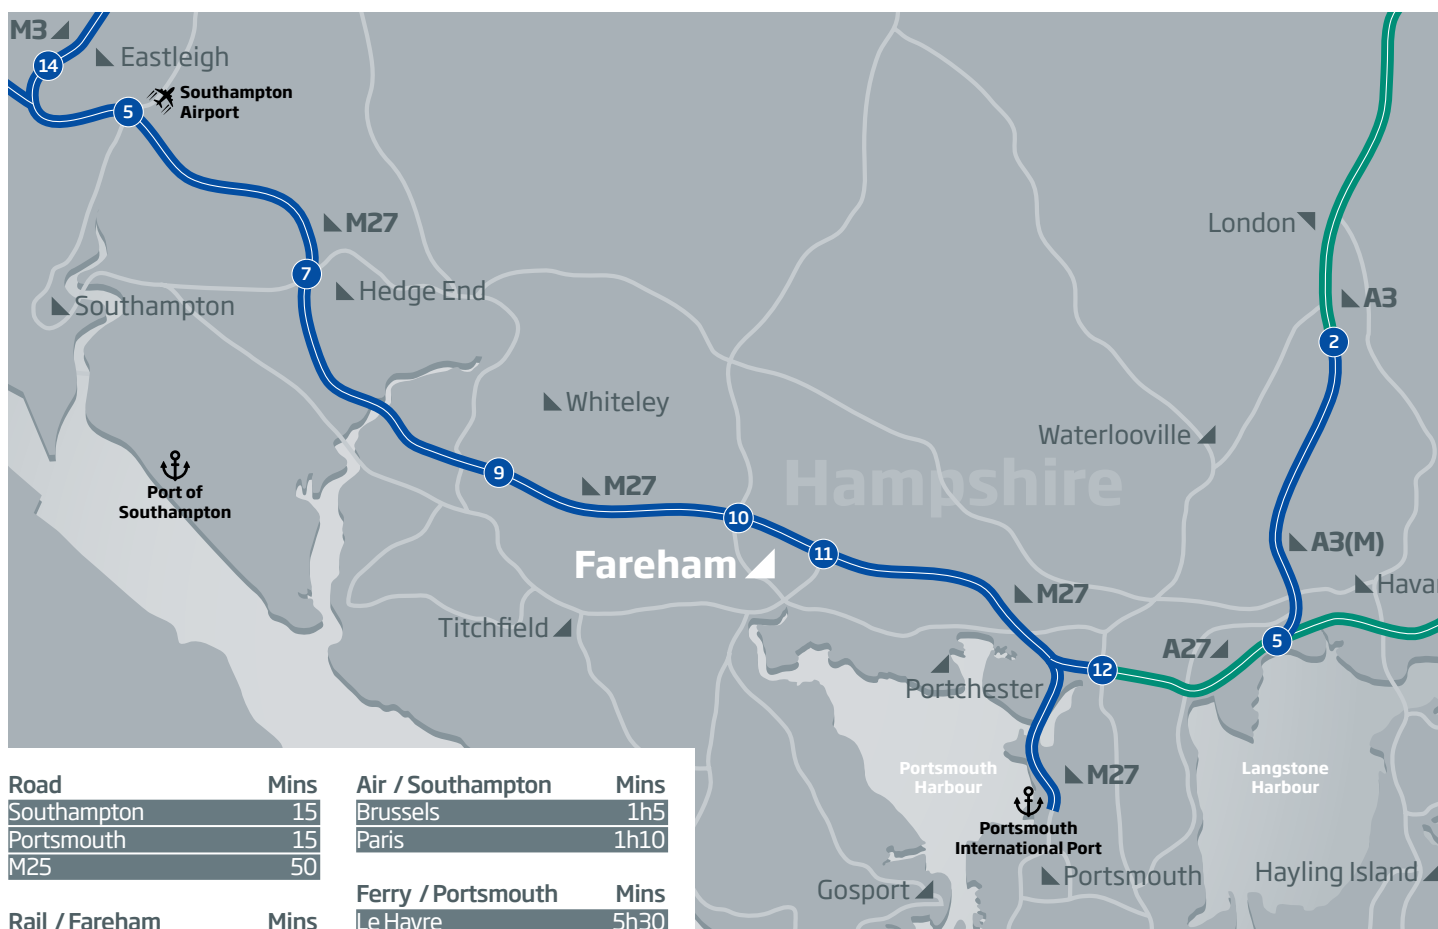 M3
Eastleigh
14
5
Southampton
Airport
M27
London
7
Hedge End
A3
Southampton
2
Whiteley
Waterlooville
9
M27
Hampshire
Port of
Southampton
10
11
A3(M)
Fareham
M27
Titchfield
A27
5
12
Portchester
Portsmouth
Harbour
M27
Langstone
Harbour
Portsmouth
International Port
Gosport
Portsmouth
Hayling Island
Road Mins
Southampton 15
Portsmouth 15
M25 50
Rail / Fareham Mins
Air / Southampton Mins
Brussels 1h5
Paris 1h10
Ferry / Portsmouth Mins
Le Havre 5h30